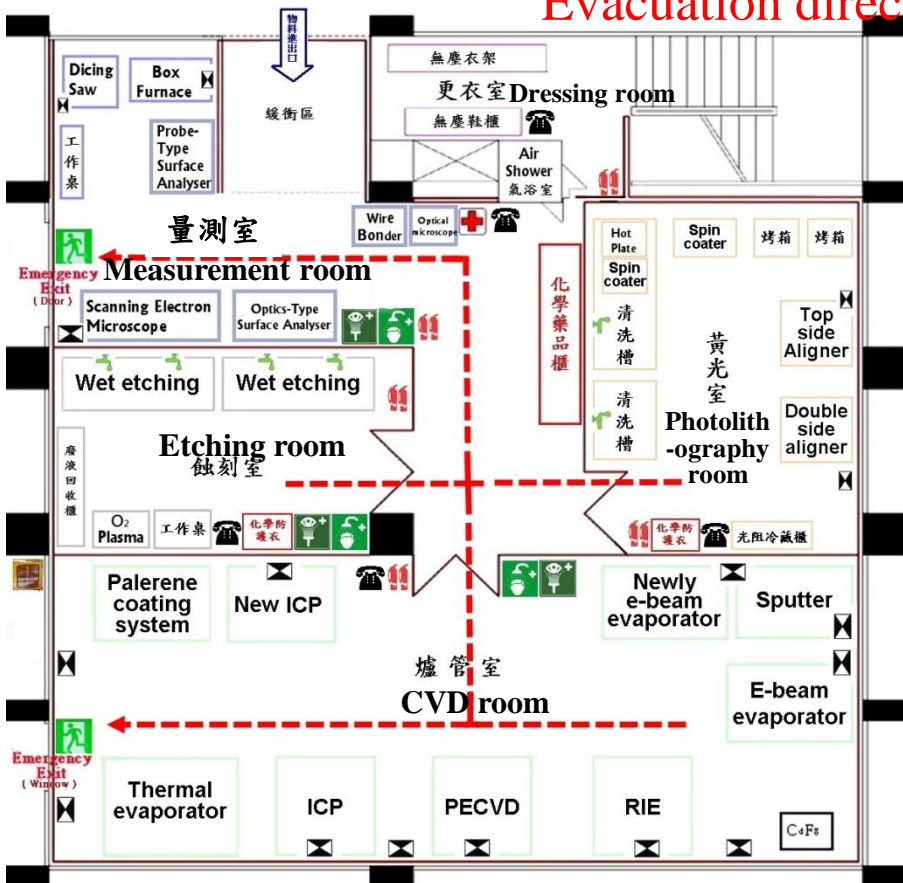 Evacuation direc
物料進出口
Dicing
Saw
Box
Furnace
緩衝區
無塵衣架
更衣室 Dressing room
無塵鞋櫃
工作桌
Probe-
Type
Surface
Analyser
Air
Shower
氣浴室
量測室
Measurement room
Wire
Bonder
Optical
microscope
Emergency
Exit
( Door )
Scanning Electron
Microscope
Optics-Type
Surface Analyser
化學藥品櫃
Hot
Plate
Spin
coater
Spin
coater
烤箱
烤箱
清洗槽
清洗槽
黃光室
Photolith
-ography
room
Top
side
Aligner
Double
side
aligner
Wet etching
Wet etching
Etching room
蝕刻室
廢液回收櫃
O2
Plasma
工作桌
化學防
護衣
化學防
護衣
光阻冷藏櫃
Palerene
coating
system
New ICP
Newly
e-beam
evaporator
Sputter
爐管室
CVD room
E-beam
evaporator
Emergency
Exit
( Window )
Thermal
evaporator
ICP
PECVD
RIE
C4F8